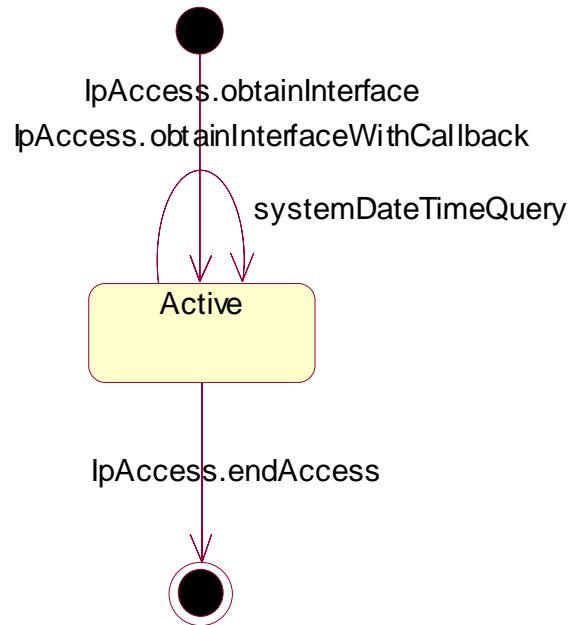 IpAccess.obtainInterface
IpAccess.obtainInterfaceWithCallback
systemDateTimeQuery
Active
IpAccess.endAccess